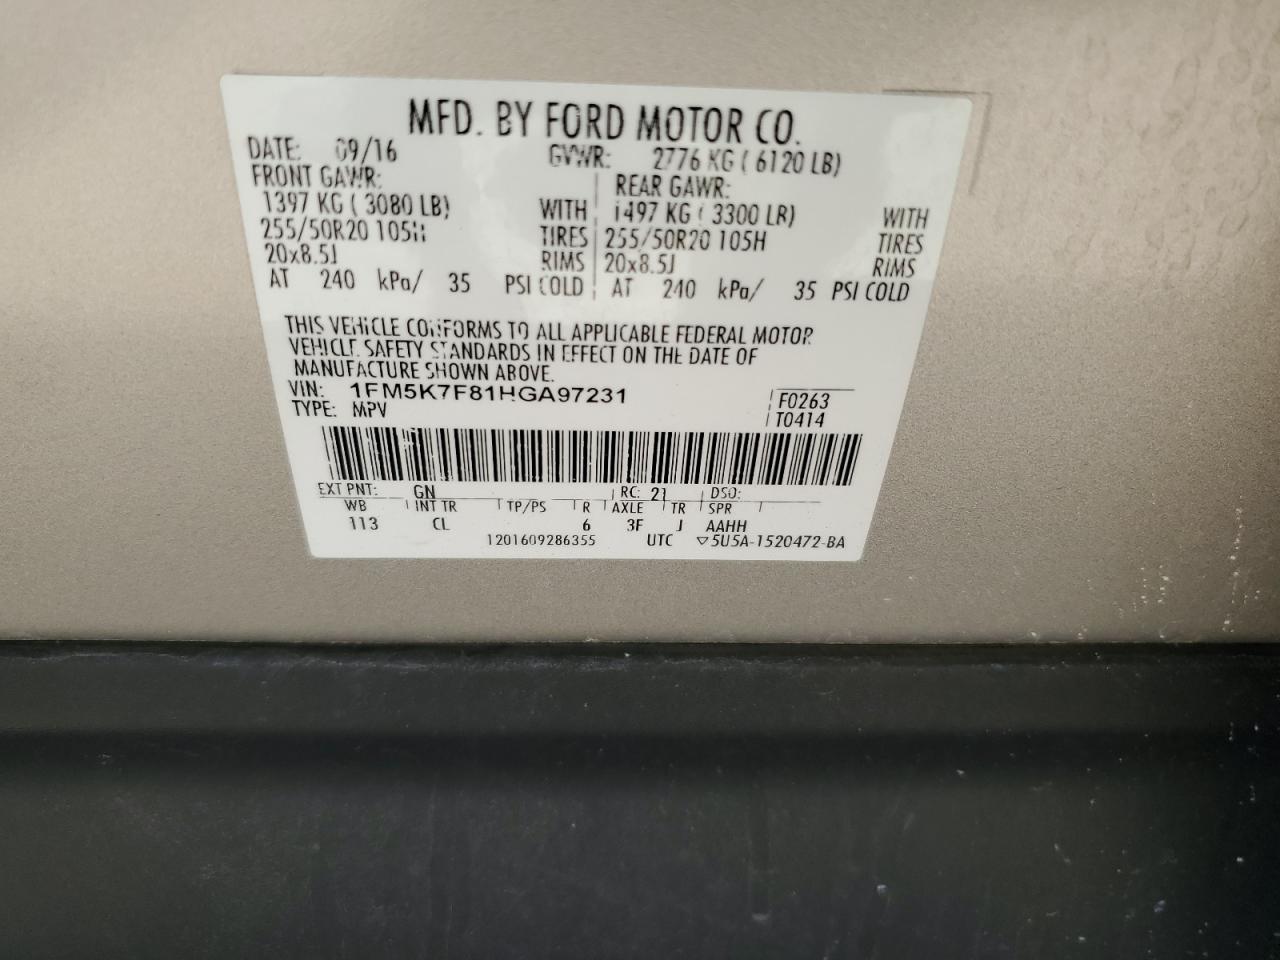 MFD. BY FORD MOTOR CO.
DATE: 09/16 GVWR: 2776 KG ( 6120 LB)
FRONT GAWR: REAR GAWR:
1397 KG ( 3080 LB) WITH 1497 KG ( 3300 LB) WITH
255/50R20 105H TIRES 255/50R20 105H TIRES
20x8.5J RIMS 20x8.5J RIMS
AT 240 kPa/ 35 PSI COLD AT 240 kPa/ 35 PSI COLD
THIS VEHICLE CONFORMS TO ALL APPLICABLE FEDERAL MOTOR
VEHICLE SAFETY STANDARDS IN EFFECT ON THE DATE OF
MANUFACTURE SHOWN ABOVE.
VIN: 1FM5K7F81HGA97231 F0263
TYPE: MPV T0414
EXT PNT: GN RC: 21 DSO:
WB INT TR TP/PS R AXLE TR SPR
113 CL 6 3F J AAHH
1201609286355 UTC ▽5U5A-1520472-BA